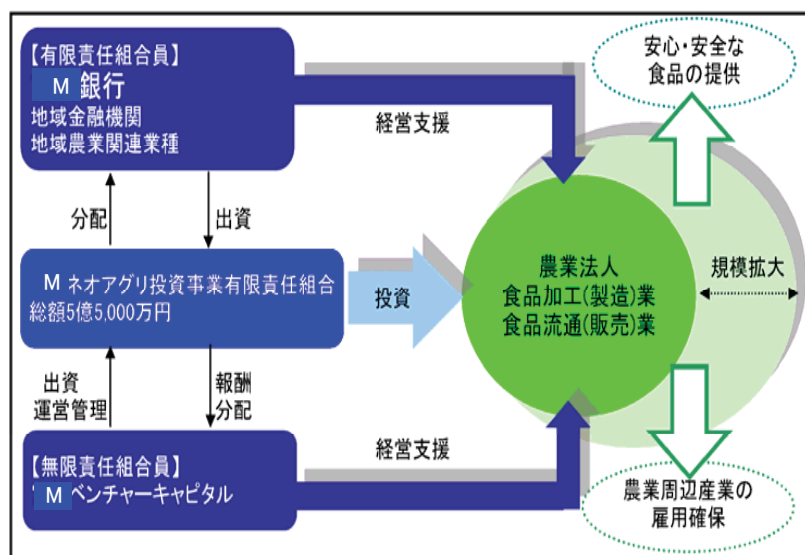 【有限責任組合員】
M 銀行
地域金融機関
地域農業関連業種
経営支援
安心・安全な
食品の提供
分配
出資
M ネオアグリ投資事業有限責任組合
総額5億5,000万円
投資
農業法人
食品加工(製造)業
食品流通(販売)業
規模拡大
出資
運営管理
報酬
分配
【無限責任組合員】
M ベンチャーキャピタル
経営支援
農業周辺産業の
雇用確保